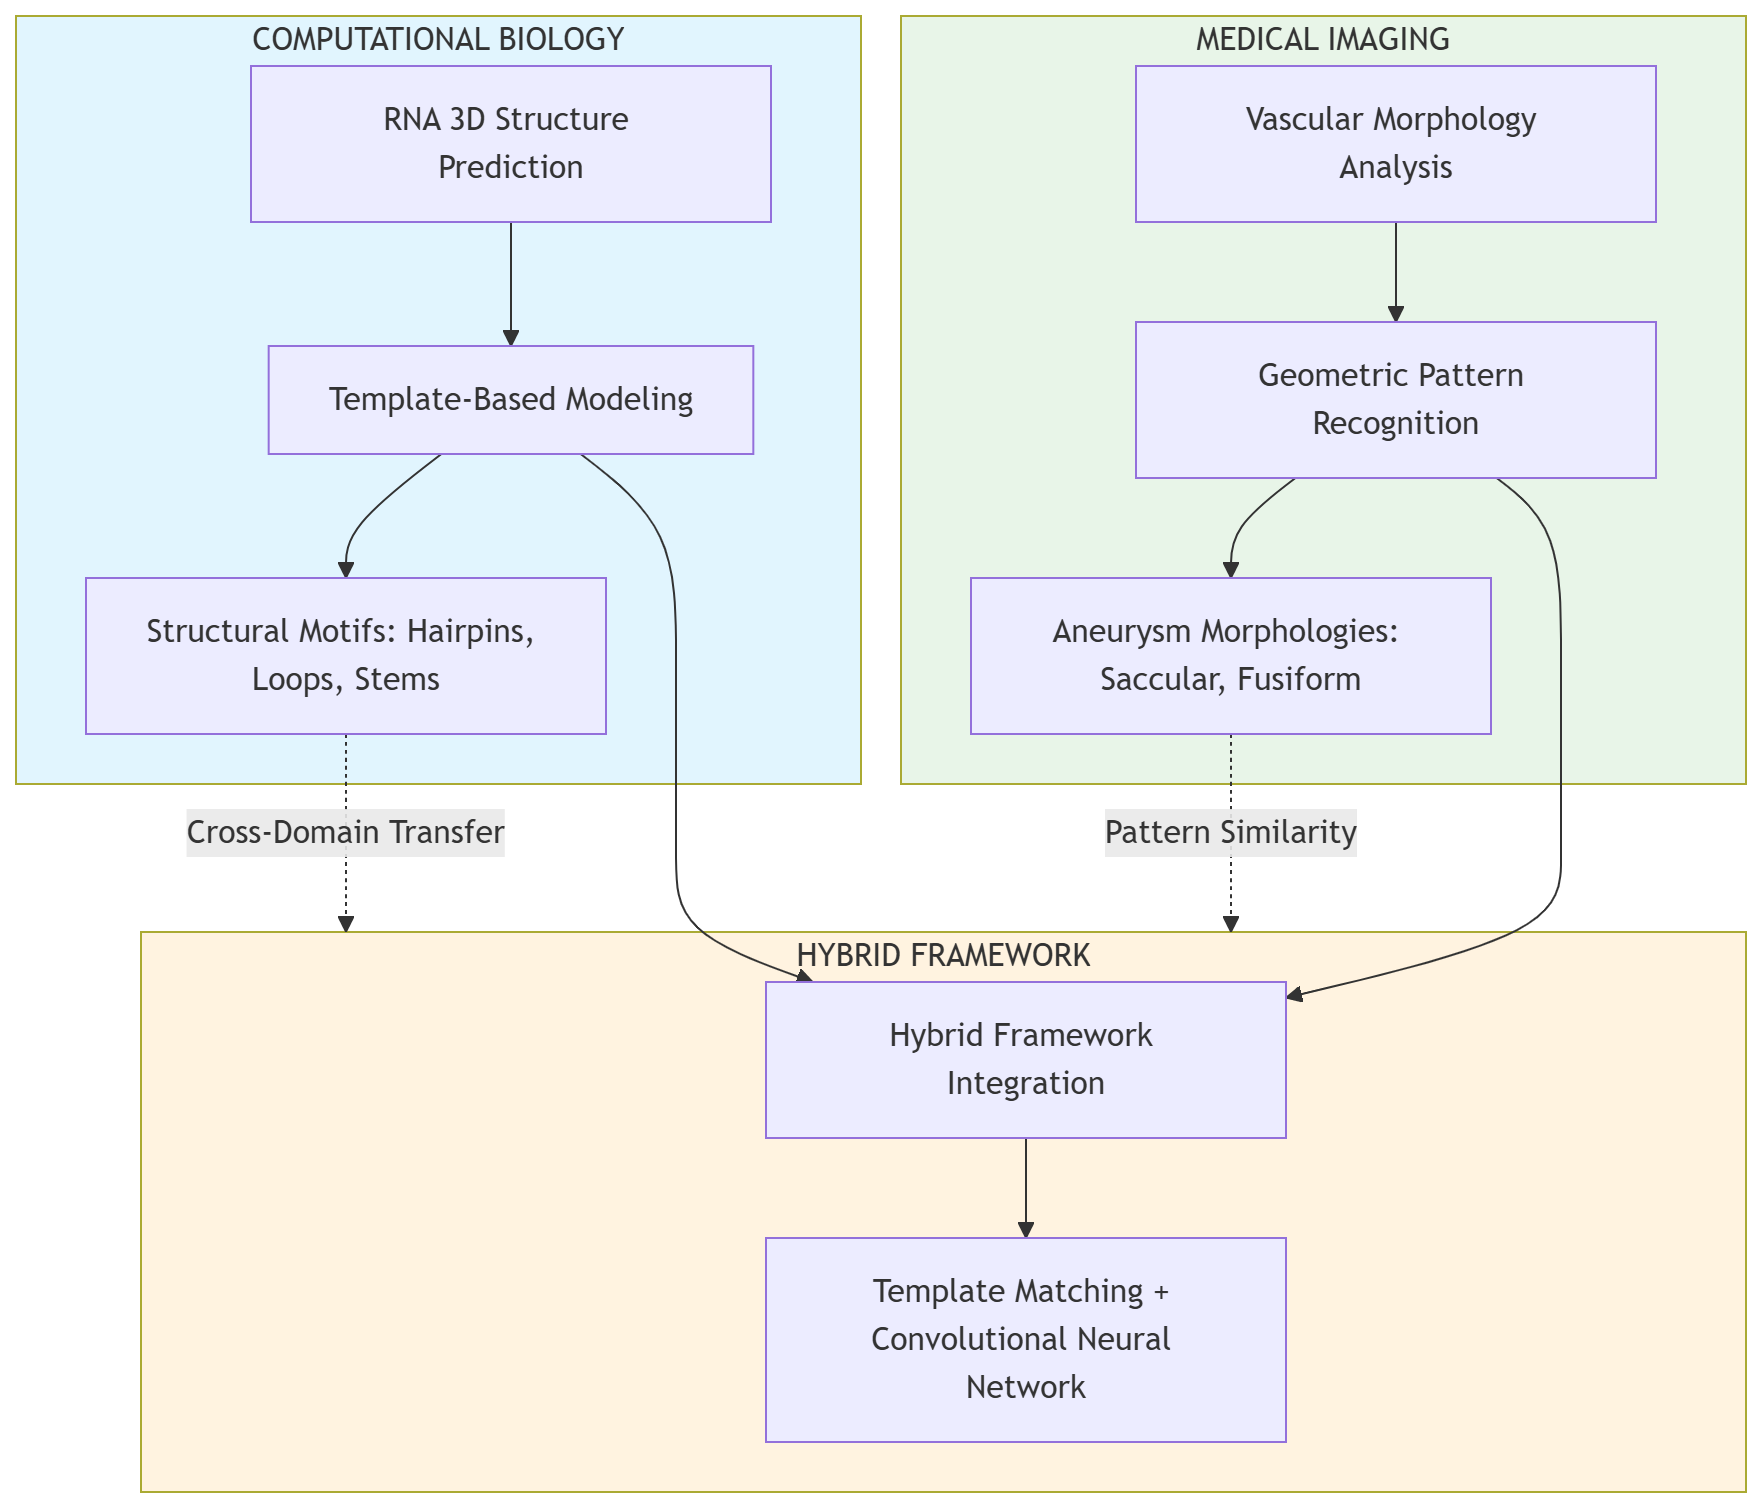 COMPUTATIONAL BIOLOGY
RNA 3D Structure
Prediction
Template-Based Modeling
Structural Motifs: Hairpins,
Loops, Stems
Cross-Domain Transfer
MEDICAL IMAGING
Vascular Morphology
Analysis
Geometric Pattern
Recognition
Aneurysm Morphologies:
Saccular, Fusiform
Pattern Similarity
HYBRID FRAMEWORK
Hybrid Framework
Integration
Template Matching +
Convolutional Neural
Network